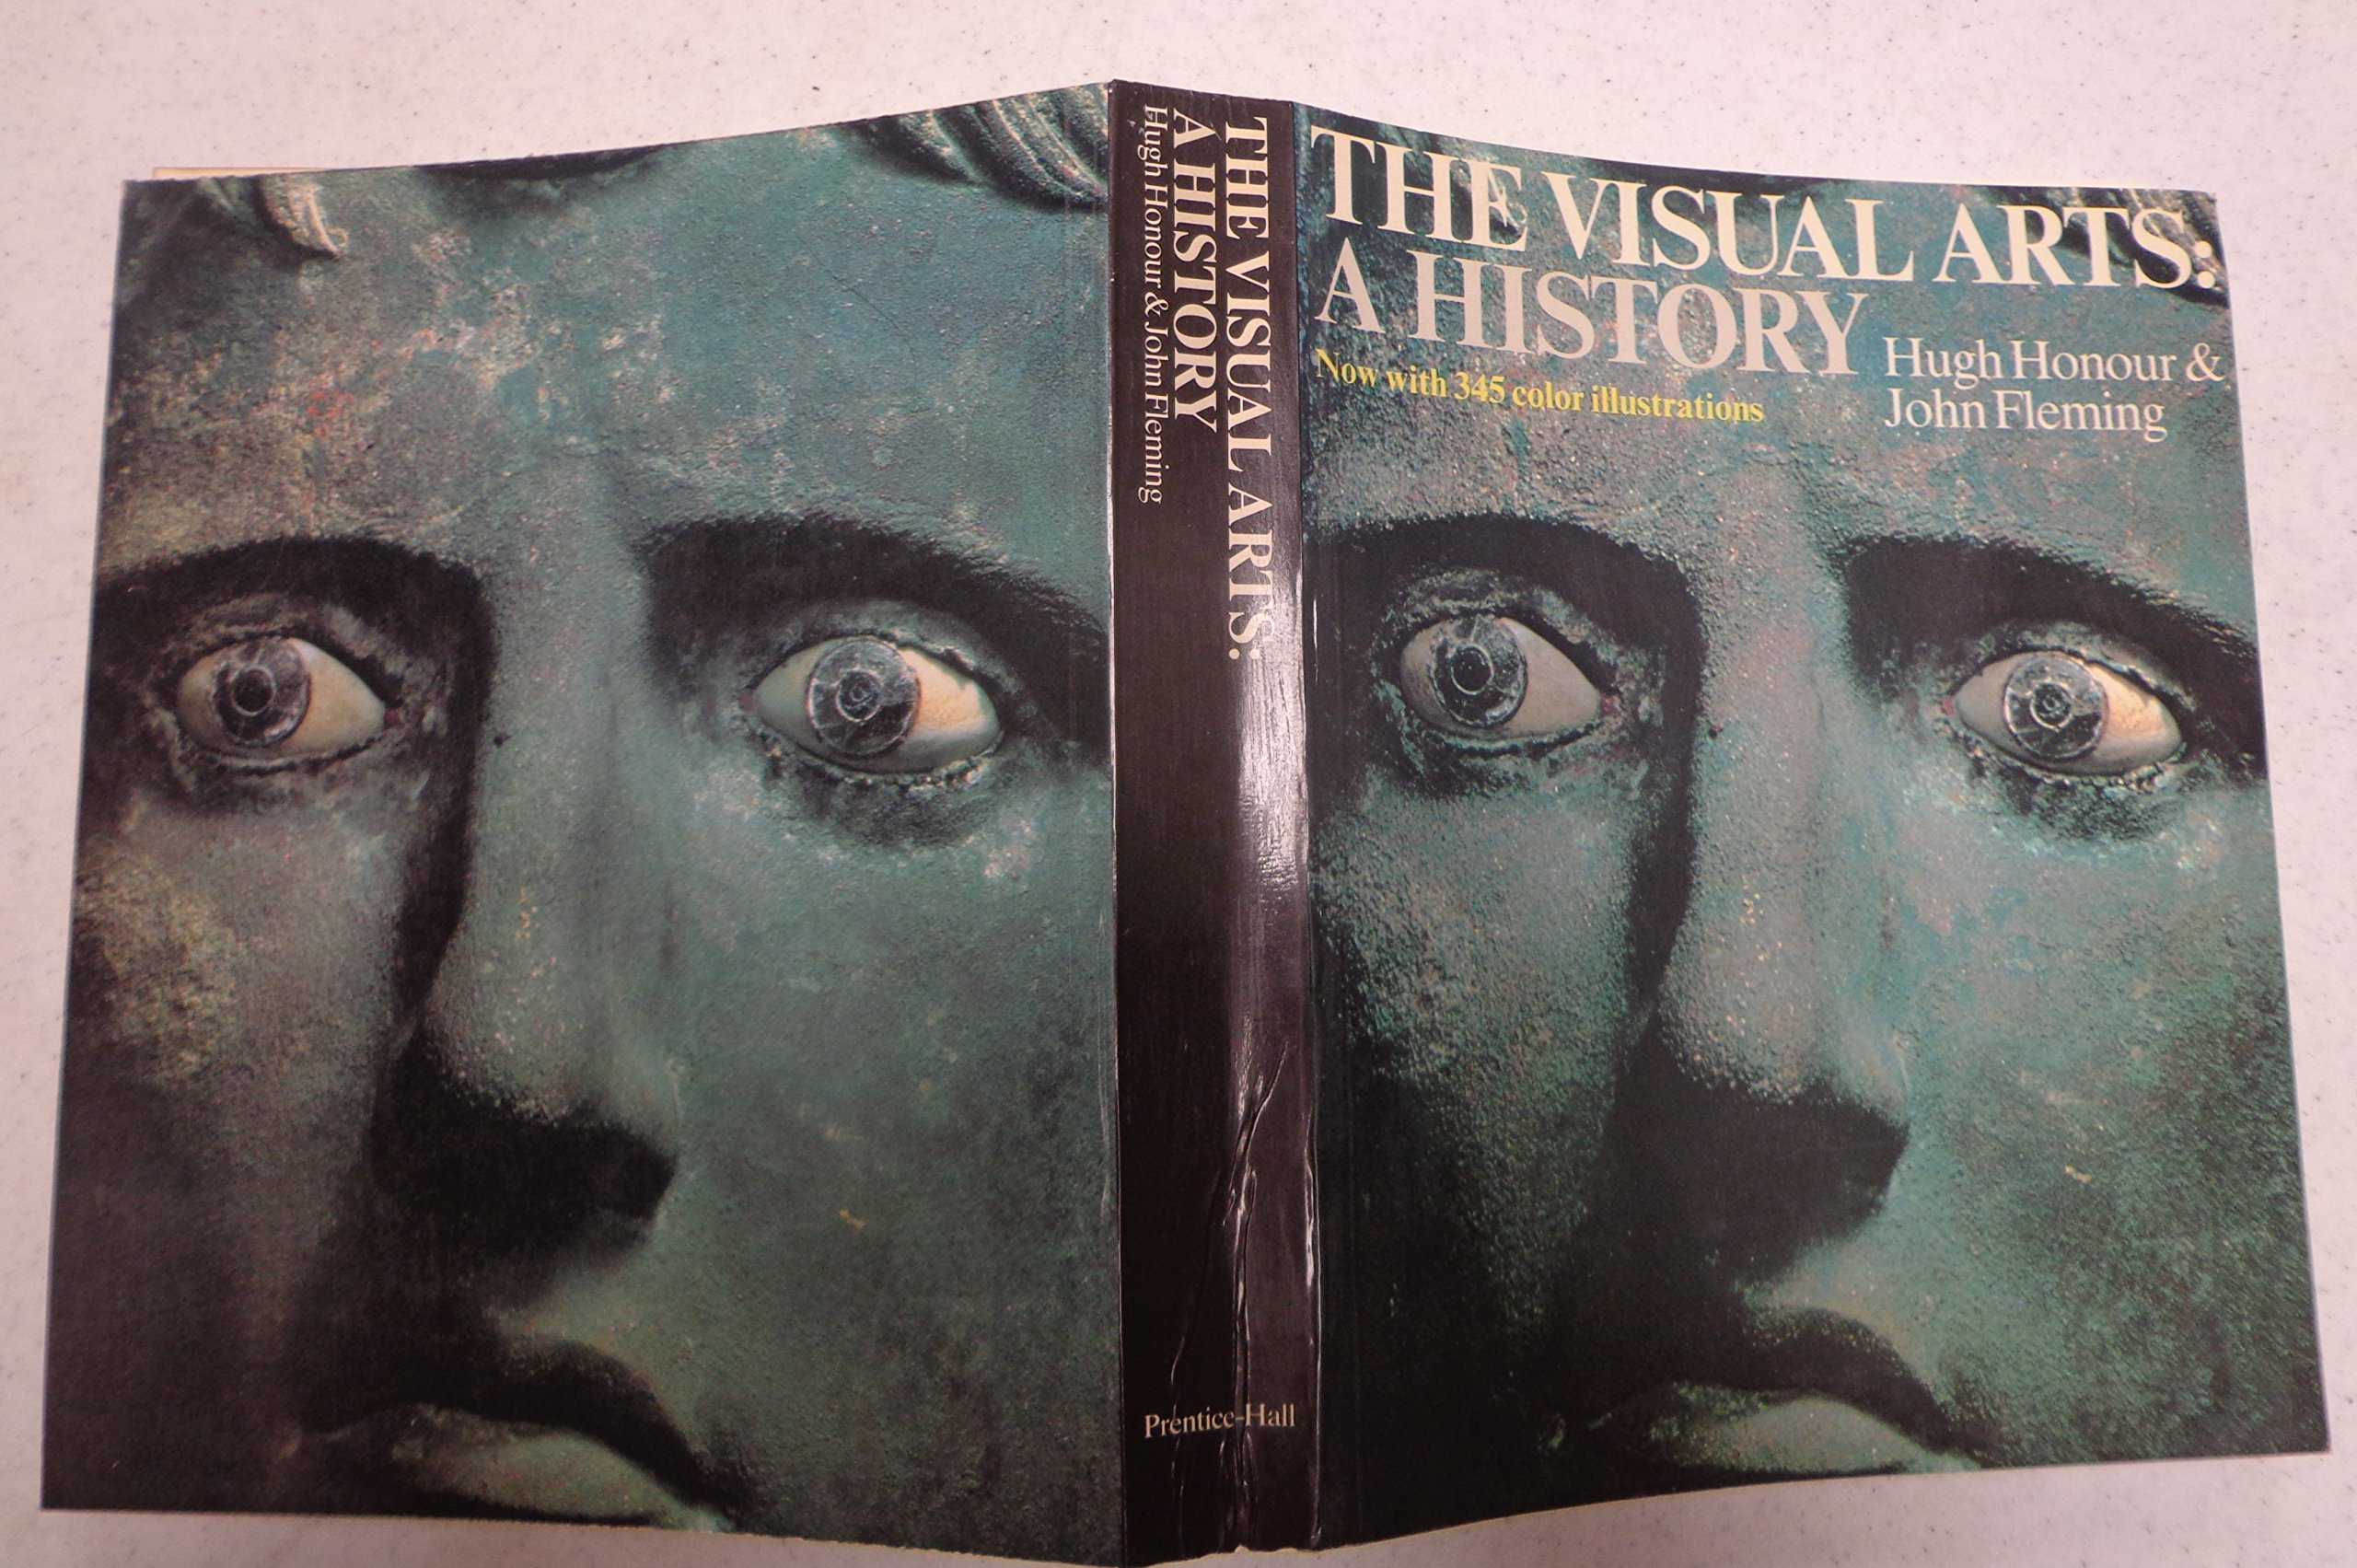 THE VISUAL ARTS:
A HISTORY
Hugh Honour & John Fleming
Prentice-Hall
THE VISUAL ARTS:
A HISTORY
Hugh Honour &
John Fleming
Now with 345 color illustrations